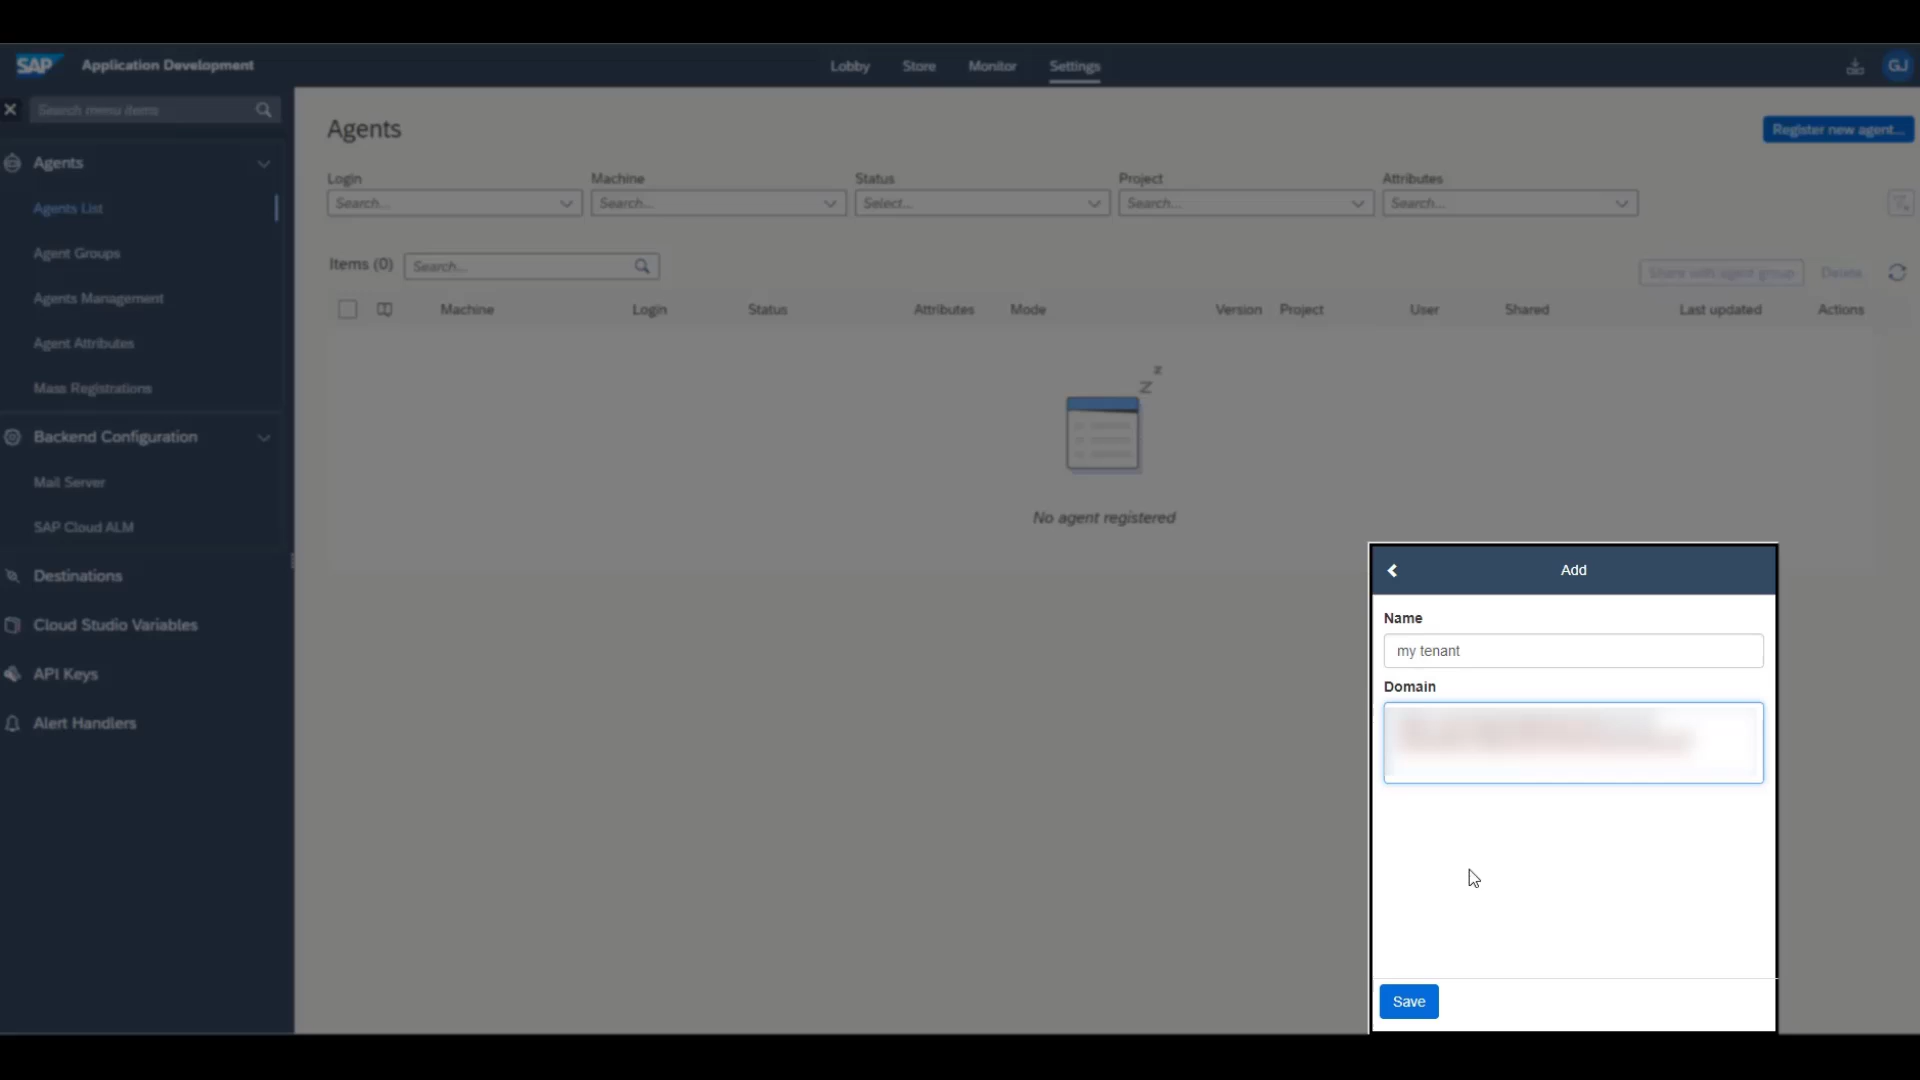 SAP Application Development Lobby Store Monitor Settings GJ
Search menu items
Agents
Agents List
Agent Groups
Agents Management
Agent Attributes
Mass Registrations
Backend Configuration
Mail Server
SAP Cloud ALM
Destinations
Cloud Studio Variables
API Keys
Alert Handlers
Agents
Register new agent...
Login Machine Status Project Attributes
Search... Search... Select... Search... Search...
Items (0) Search...
Share with agent group Delete
Machine Login Status Attributes Mode Version Project User Shared Last updated Actions
z
z
No agent registered
Add
Name
my tenant
Domain
Save